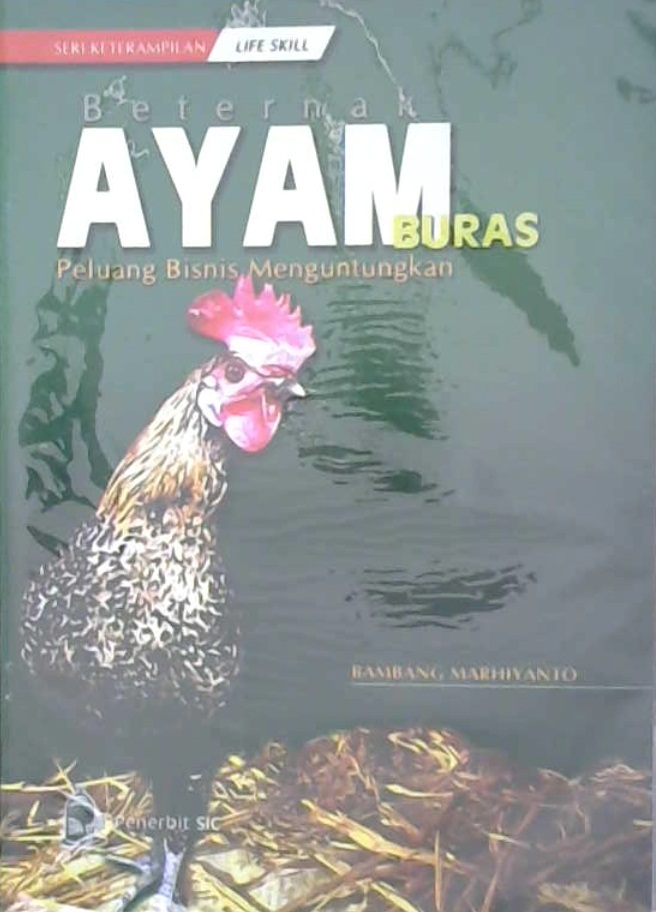 SERI KETERAMPILAN LIFE SKILL
Beternak
AYAM
BURAS
Peluang Bisnis Menguntungkan
BAMBANG MARHIYANTO
Penerbit SIC